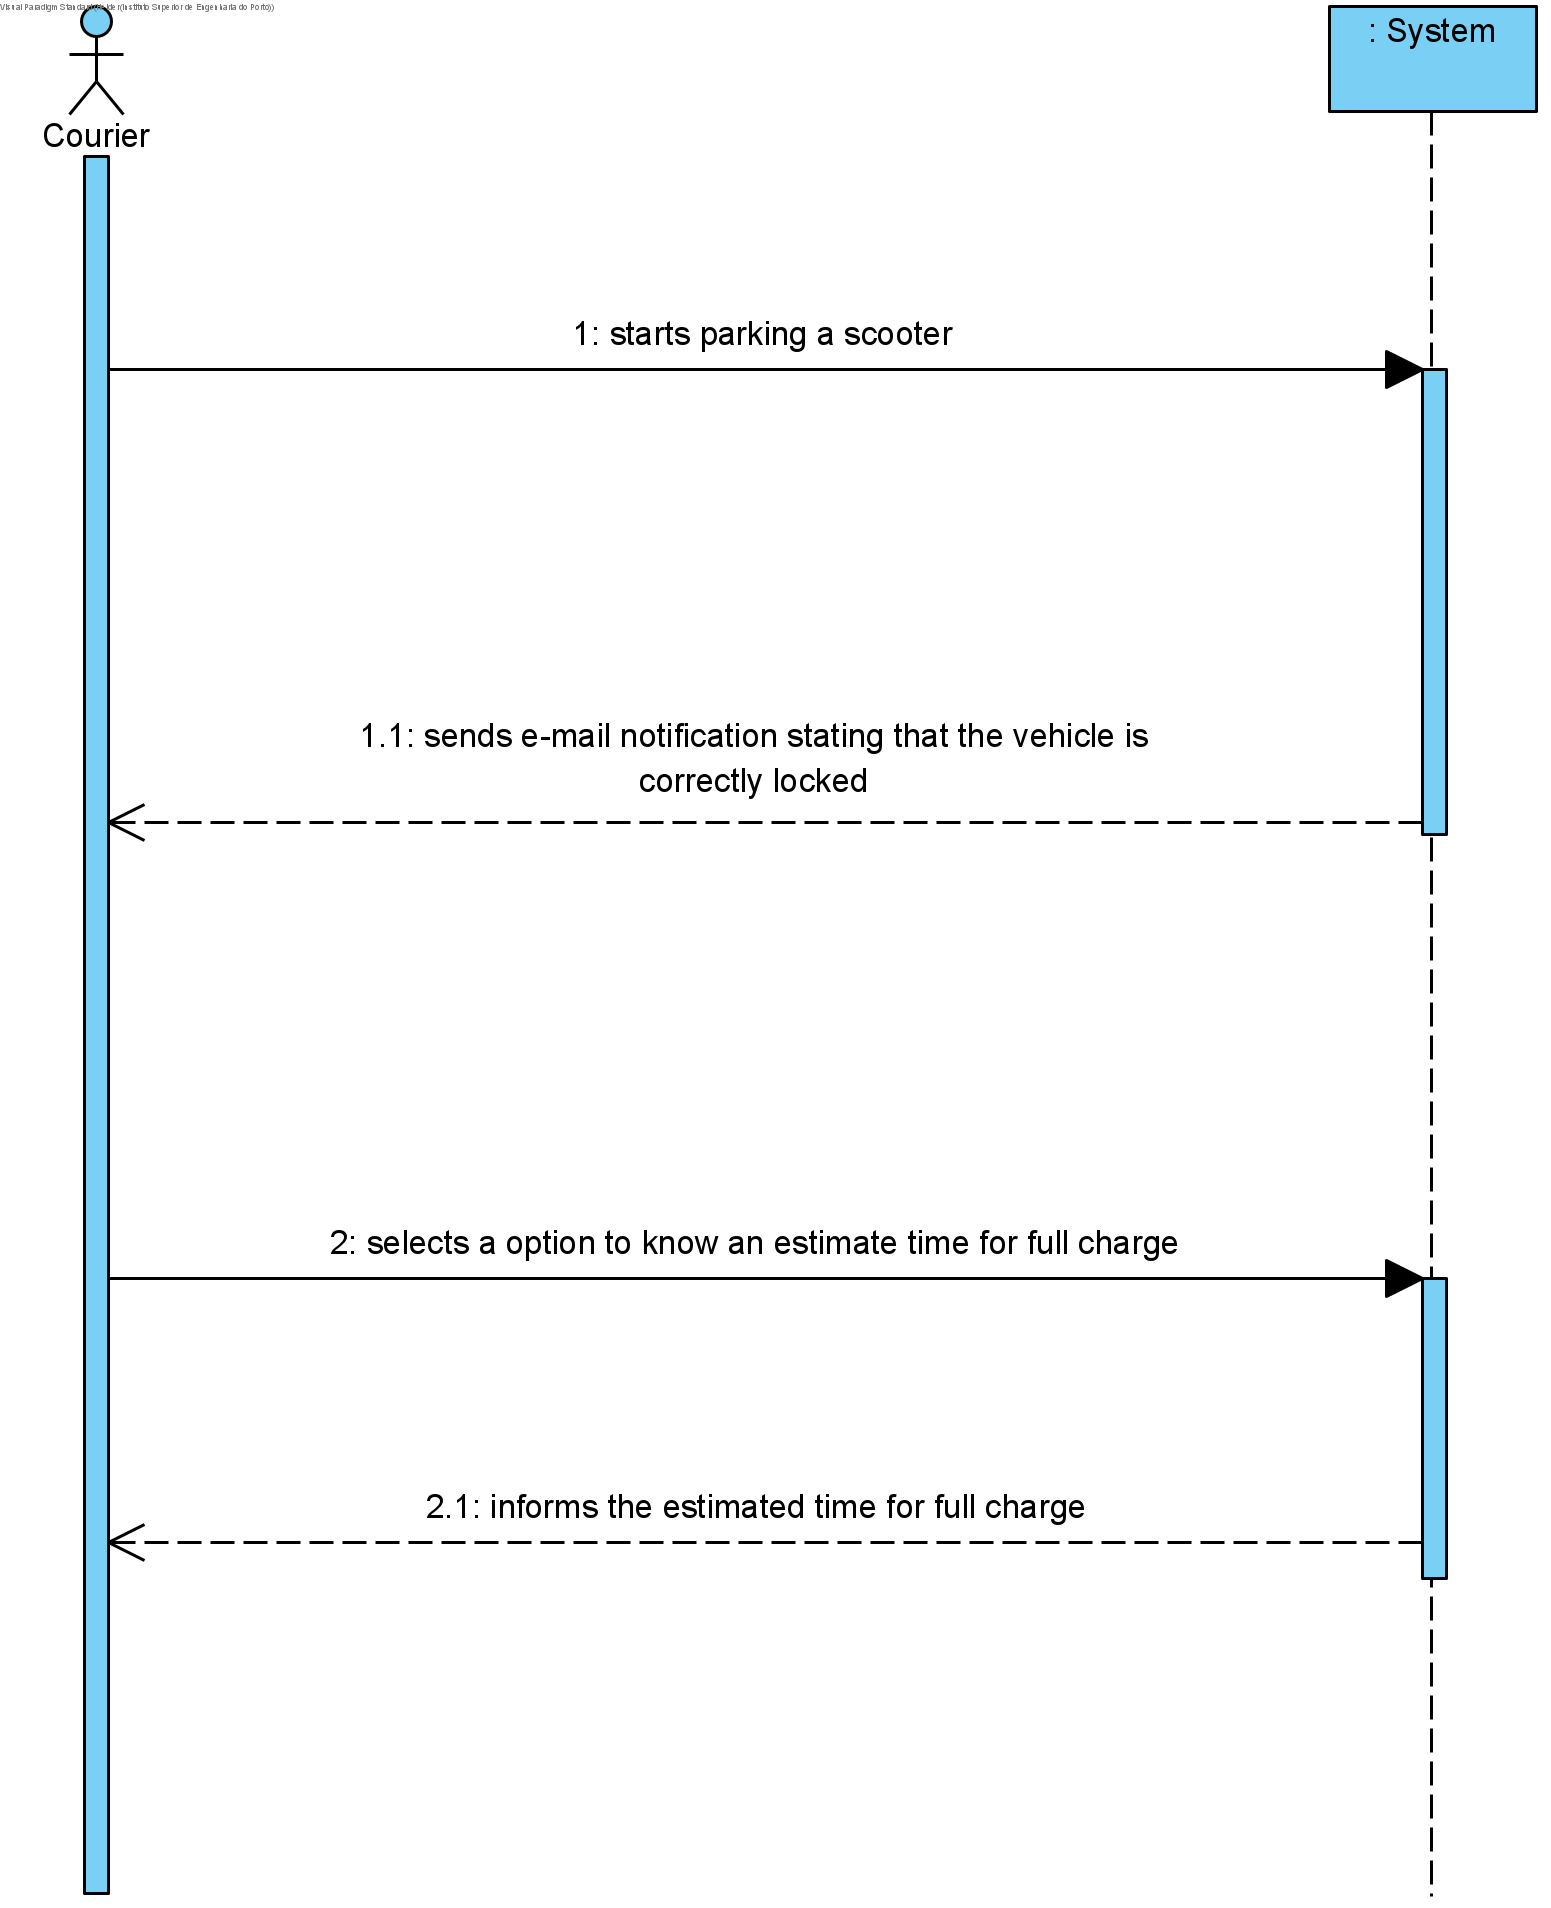 Visual Paradigm Standard (Instituto Superior de Engenharia do Porto))
: System
Courier
1: starts parking a scooter
1.1: sends e-mail notification stating that the vehicle is
correctly locked
2: selects a option to know an estimate time for full charge
2.1: informs the estimated time for full charge